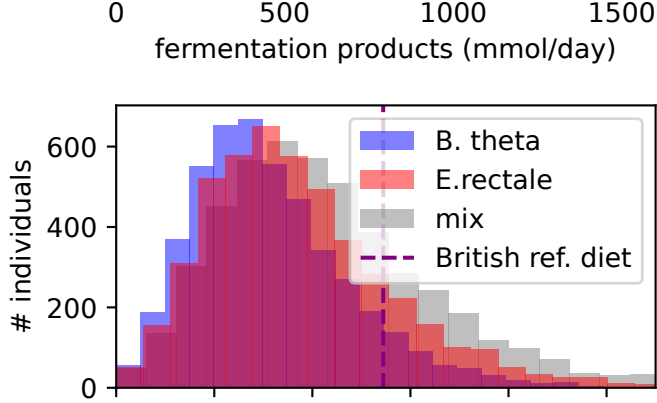 0 500 1000 1500
fermentation products (mmol/day)
600
400
200
0
# individuals
B. theta
E.rectale
mix
British ref. diet